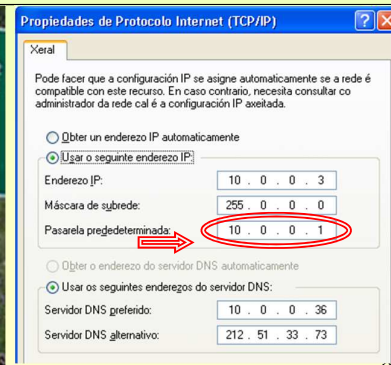 Propiedades de Protocolo Internet (TCP/IP)
Xeral
Pode facer que a configuración IP se asigne automaticamente se a rede é
compatible con este recurso. En caso contrario, necesita consultar co
administrador da rede cal é a configuración IP axeitada.
Obter un enderezo IP automaticamente
Usar o seguinte enderezo IP:
Enderezo IP: 10 . 0 . 0 . 3
Máscara de subrede: 255 . 0 . 0 . 0
Pasarela prededeterminada: 10 . 0 . 0 . 1
Obter o enderezo do servidor DNS automaticamente
Usar os seguintes enderezos do servidor DNS:
Servidor DNS preferido: 10 . 0 . 0 . 36
Servidor DNS alternativo: 212 . 51 . 33 . 73